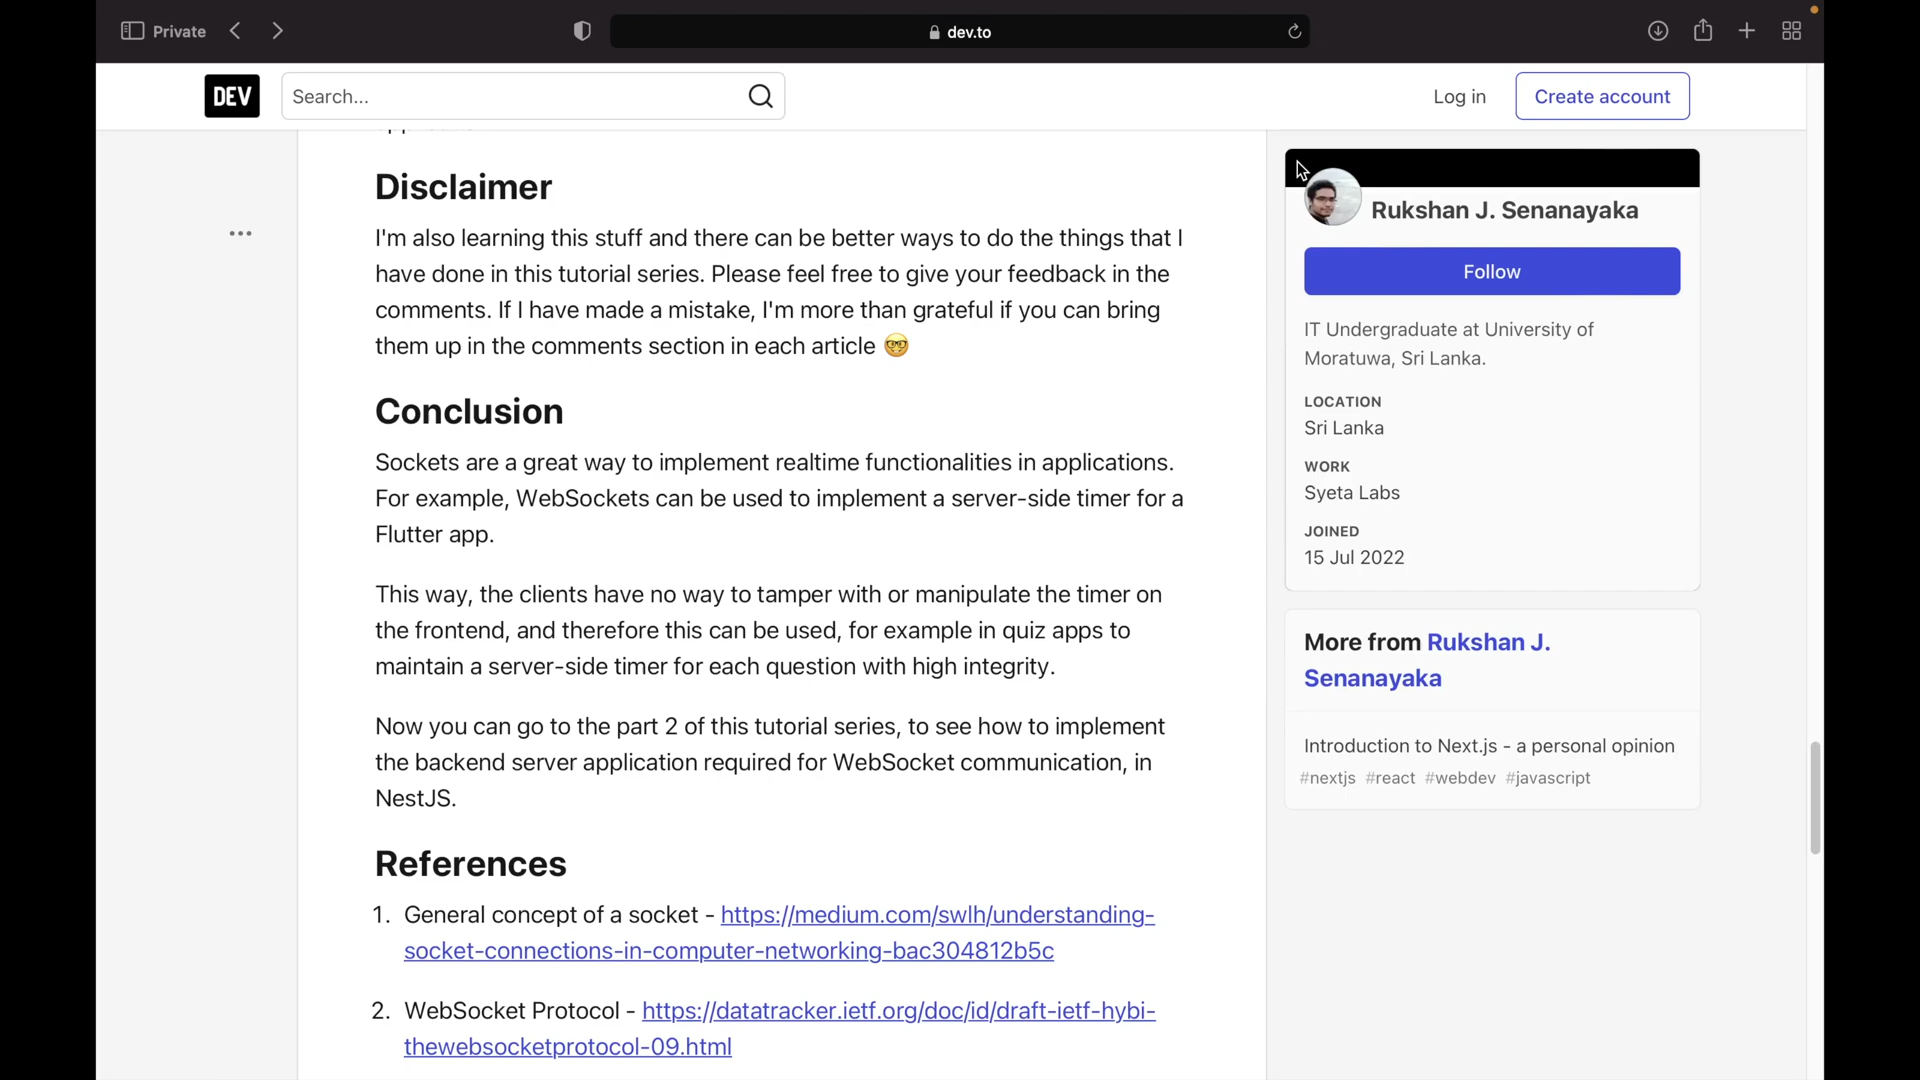 Private
dev.to
DEV
Search...
Log in
Create account
Disclaimer
I'm also learning this stuff and there can be better ways to do the things that I
have done in this tutorial series. Please feel free to give your feedback in the
comments. If I have made a mistake, I'm more than grateful if you can bring
them up in the comments section in each article 🤓
Conclusion
Sockets are a great way to implement realtime functionalities in applications.
For example, WebSockets can be used to implement a server-side timer for a
Flutter app.
This way, the clients have no way to tamper with or manipulate the timer on
the frontend, and therefore this can be used, for example in quiz apps to
maintain a server-side timer for each question with high integrity.
Now you can go to the part 2 of this tutorial series, to see how to implement
the backend server application required for WebSocket communication, in
NestJS.
References
1. General concept of a socket - https://medium.com/swlh/understanding-
socket-connections-in-computer-networking-bac304812b5c
2. WebSocket Protocol - https://datatracker.ietf.org/doc/id/draft-ietf-hybi-
thewebsocketprotocol-09.html
Rukshan J. Senanayaka
Follow
IT Undergraduate at University of
Moratuwa, Sri Lanka.
LOCATION
Sri Lanka
WORK
Syeta Labs
JOINED
15 Jul 2022
More from Rukshan J.
Senanayaka
Introduction to Next.js - a personal opinion
#nextjs #react #webdev #javascript